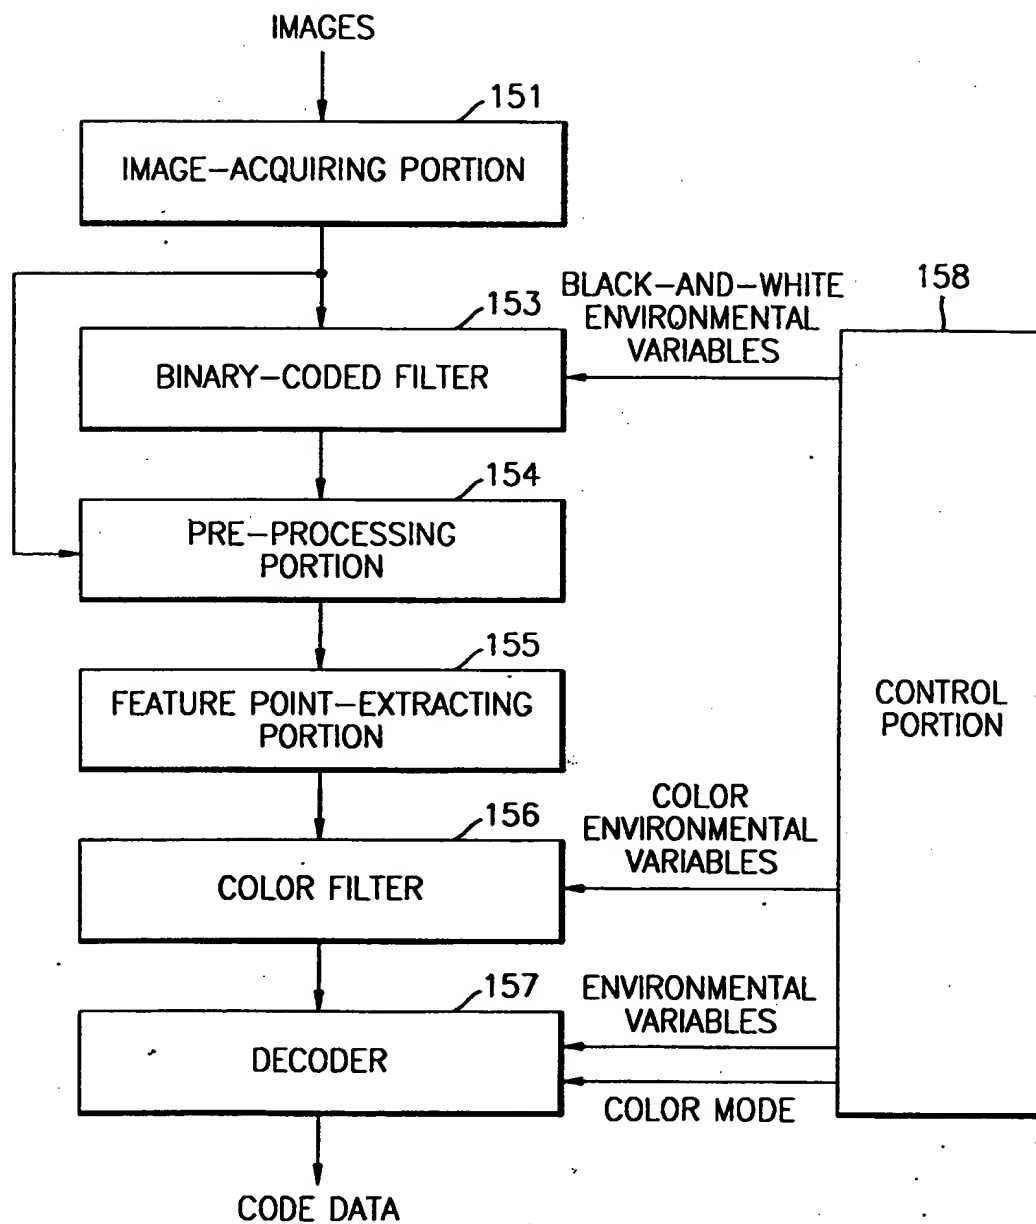 IMAGES
151
IMAGE-ACQUIRING PORTION
BLACK-AND-WHITE
ENVIRONMENTAL
VARIABLES
158
153
BINARY-CODED FILTER
154
PRE-PROCESSING
PORTION
155
FEATURE POINT-EXTRACTING
PORTION
CONTROL
PORTION
156
COLOR FILTER
COLOR
ENVIRONMENTAL
VARIABLES
157
DECODER
ENVIRONMENTAL
VARIABLES
COLOR MODE
CODE DATA